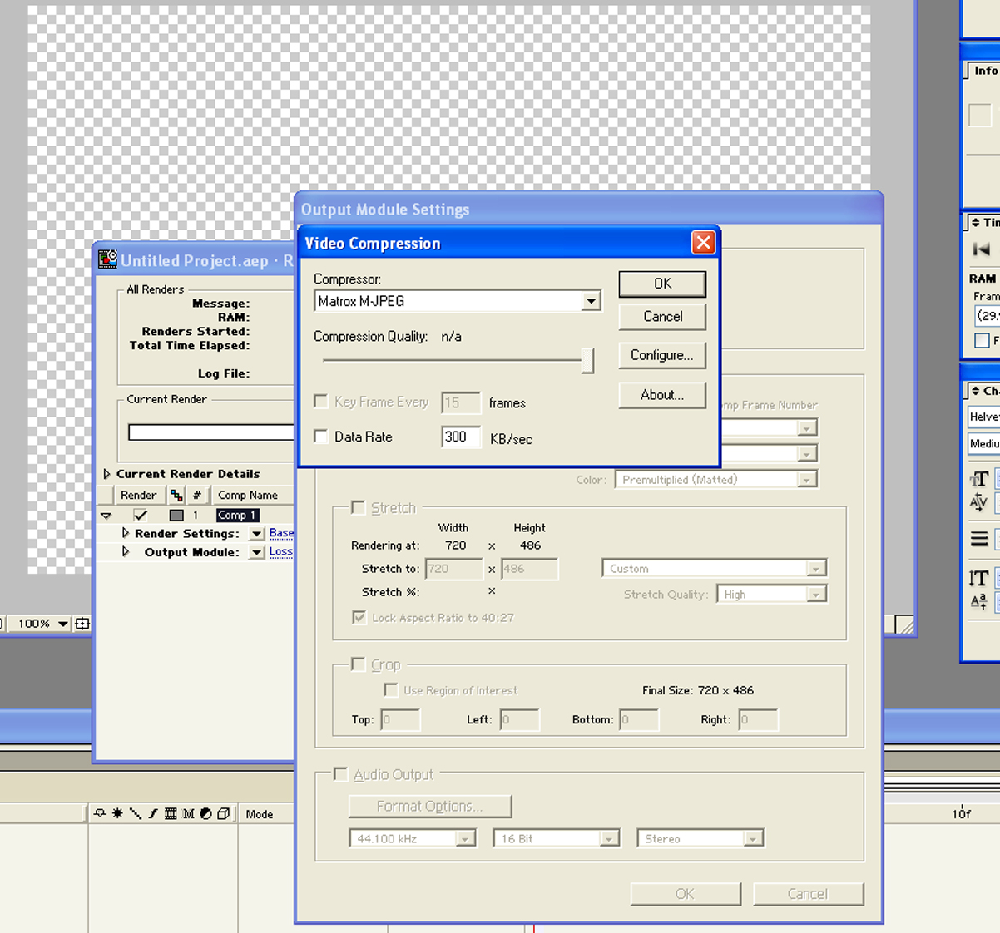 Info
Output Module Settings
Video Compression
Untitled Project.aep · R
Compressor:
Matrox M-JPEG
OK
Cancel
Compression Quality: n/a
Configure...
About...
Key Frame Every 15 frames
Data Rate 300 KB/sec
All Renders
Message:
RAM:
Renders Started:
Total Time Elapsed:
Log File:
Current Render
Current Render Details
Render # Comp Name
1 Comp 1
Render Settings: Base
Output Module: Loss
mp Frame Number
Color: Premultiplied (Matted)
Stretch
Width Height
Rendering at: 720 x 486
Stretch to: 720 x 486 Custom
Stretch %: x Stretch Quality: High
Lock Aspect Ratio to 40:27
Crop
Use Region of Interest Final Size: 720 x 486
Top: 0 Left: 0 Bottom: 0 Right: 0
Audio Output
Format Options...
44.100 kHz 16 Bit Stereo
OK Cancel
100%
M Mode
10f
Tim
RAM
Fram
(29.9
F
Cha
Helve
Mediu